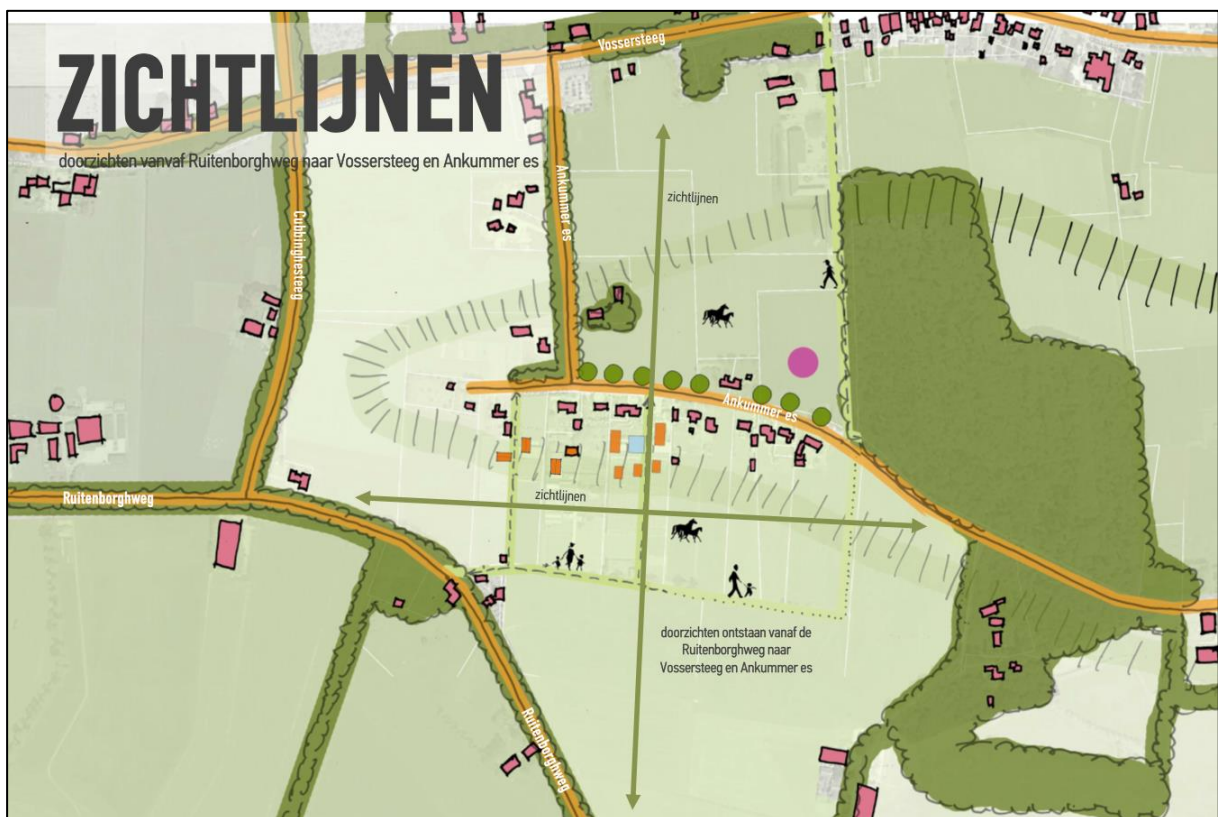 ZICHTLIJNEN
doorzichten vanvaf Ruitenborghweg naar Vossersteeg en Ankummer es
Vossersteeg
Ankummer es
zichtlijnen
Cubbinghesteeg
Ankummer es
Ruitenborghweg
zichtlijnen
doorzichten ontstaan vanaf de
Ruitenborghweg naar
Vossersteeg en Ankummer es
Ruitenborghweg